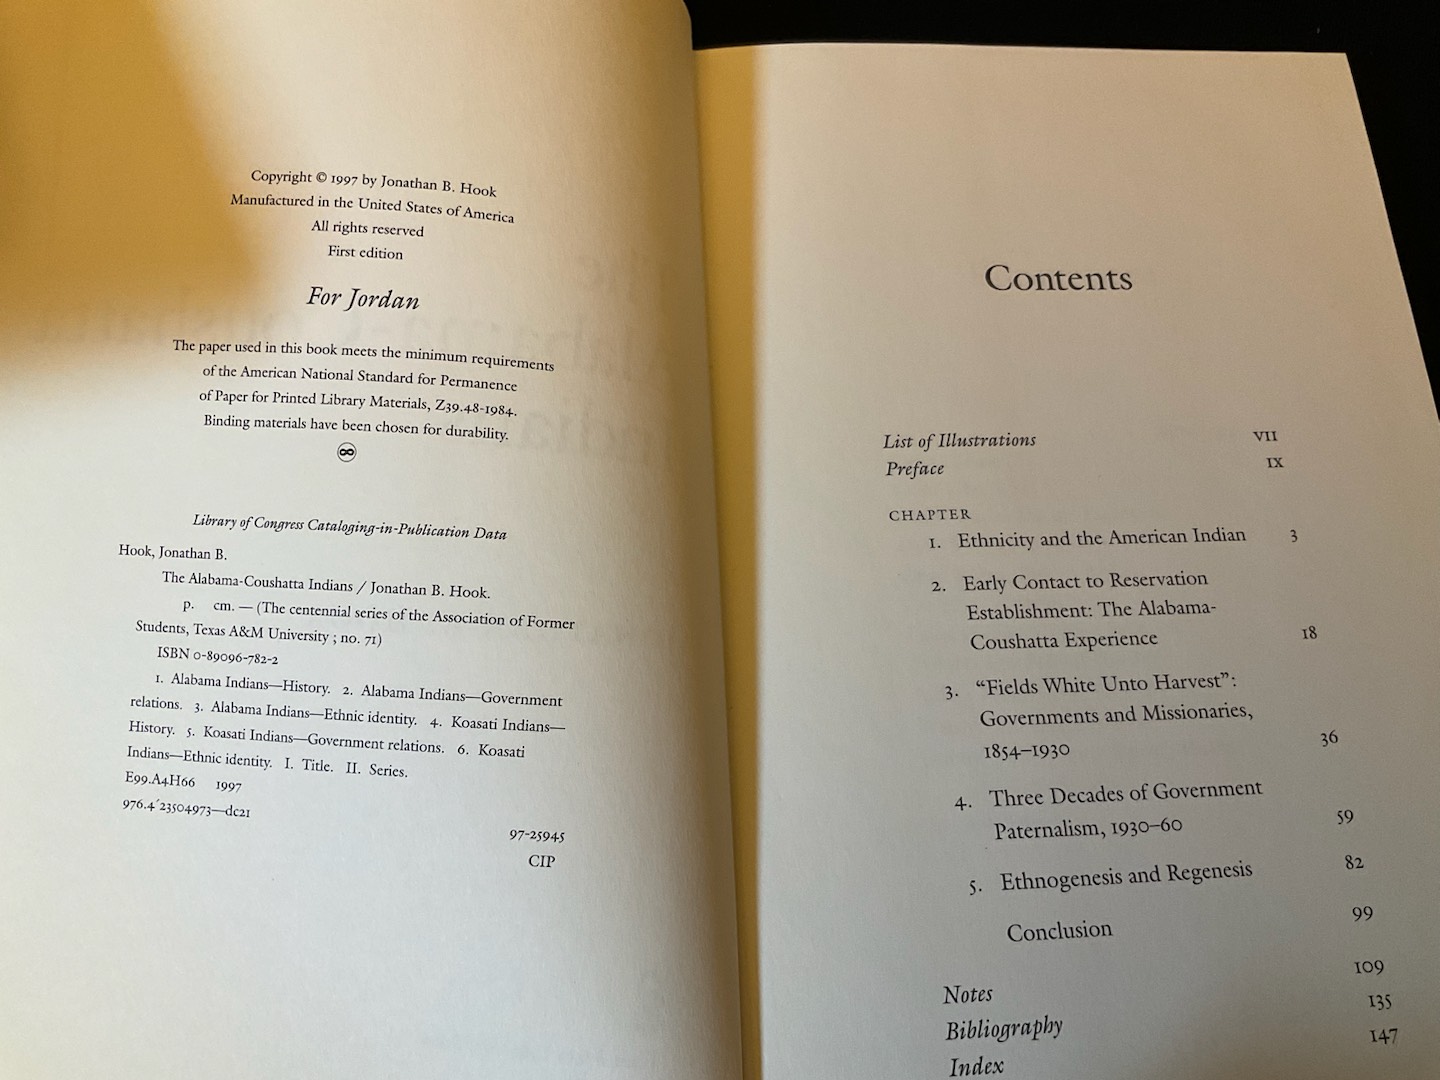 Copyright © 1997 by Jonathan B. Hook
Manufactured in the United States of America
All rights reserved
First edition
For Jordan
The paper used in this book meets the minimum requirements
of the American National Standard for Permanence
of Paper for Printed Library Materials, Z39.48-1984.
Binding materials have been chosen for durability.
Library of Congress Cataloging-in-Publication Data
Hook, Jonathan B.
The Alabama-Coushatta Indians / Jonathan B. Hook.
p. cm. — (The centennial series of the Association of Former
Students, Texas A&M University ; no. 71)
ISBN 0-89096-782-2
1. Alabama Indians—History. 2. Alabama Indians—Government
relations. 3. Alabama Indians—Ethnic identity. 4. Koasati Indians—
History. 5. Koasati Indians—Government relations. 6. Koasati
Indians—Ethnic identity. I. Title. II. Series.
E99.A4H66 1997
976.4´23504973—dc21
97-25945
CIP
Contents
List of Illustrations VII
Preface IX
CHAPTER
1. Ethnicity and the American Indian 3
2. Early Contact to Reservation
Establishment: The Alabama-
Coushatta Experience 18
3. “Fields White Unto Harvest”:
Governments and Missionaries,
1854–1930 36
4. Three Decades of Government
Paternalism, 1930–60 59
5. Ethnogenesis and Regenesis 82
Conclusion 99
Notes 109
Bibliography 135
Index 147